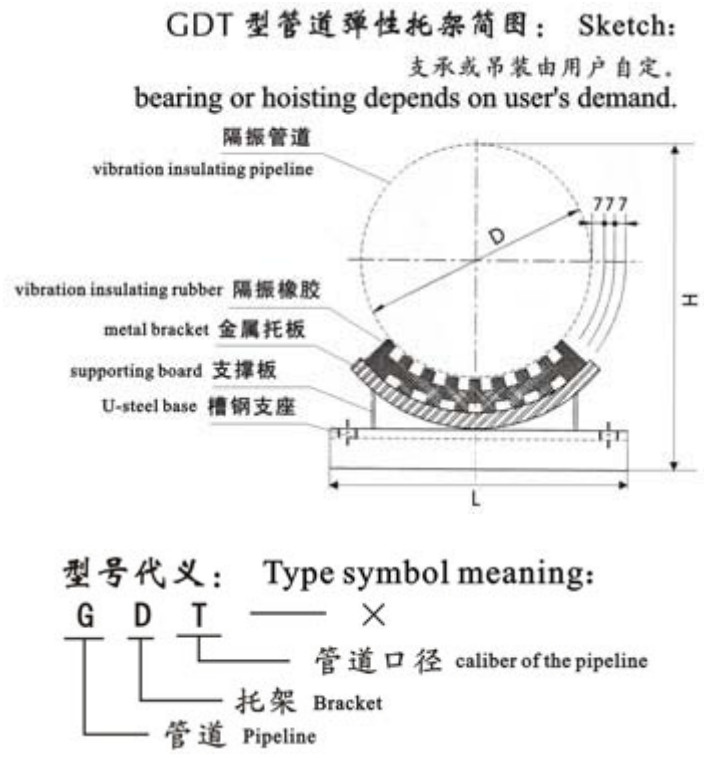 GDT 型管道弹性托架简图： Sketch:
支承或吊装由用户自定。
bearing or hoisting depends on user's demand.
隔振管道
vibration insulating pipeline
777
D
H
vibration insulating rubber 隔振橡胶
metal bracket 金属托板
supporting board 支撑板
U-steel base 槽钢支座
L
型号代义： Type symbol meaning:
G D T —— ×
管道口径 caliber of the pipeline
托架 Bracket
管道 Pipeline